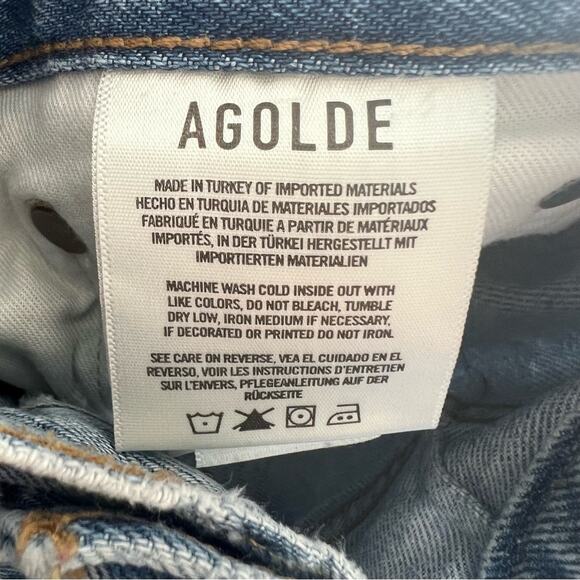 AGOLDE
MADE IN TURKEY OF IMPORTED MATERIALS
HECHO EN TURQUIA DE MATERIALES IMPORTADOS
FABRIQUÉ EN TURQUIE A PARTIR DE MATÉRIAUX
IMPORTÉS, IN DER TÜRKEI HERGESTELLT MIT
IMPORTIERTEN MATERIALIEN
MACHINE WASH COLD INSIDE OUT WITH
LIKE COLORS, DO NOT BLEACH, TUMBLE
DRY LOW, IRON MEDIUM IF NECESSARY,
IF DECORATED OR PRINTED DO NOT IRON.
SEE CARE ON REVERSE, VEA EL CUIDADO EN EL
REVERSO, VOIR LES INSTRUCTIONS D'ENTRETIEN
SUR L'ENVERS, PFLEGEANLEITUNG AUF DER
RÜCKSEITE